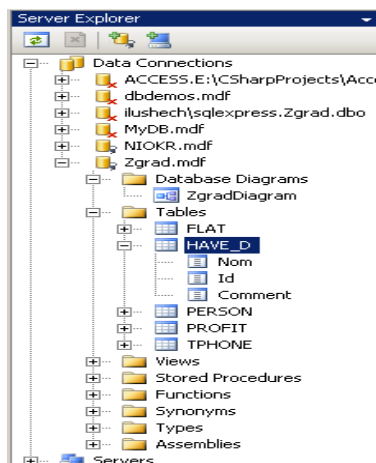 Server Explorer
Data Connections
ACCESS.E:\CSharpProjects\Acc
dbdemos.mdf
ilushech\sqlexpress.Zgrad.dbo
MyDB.mdf
NIOKR.mdf
Zgrad.mdf
Database Diagrams
ZgradDiagram
Tables
FLAT
HAVE_D
Nom
Id
Comment
PERSON
PROFIT
TPHONE
Views
Stored Procedures
Functions
Synonyms
Types
Assemblies
Servers